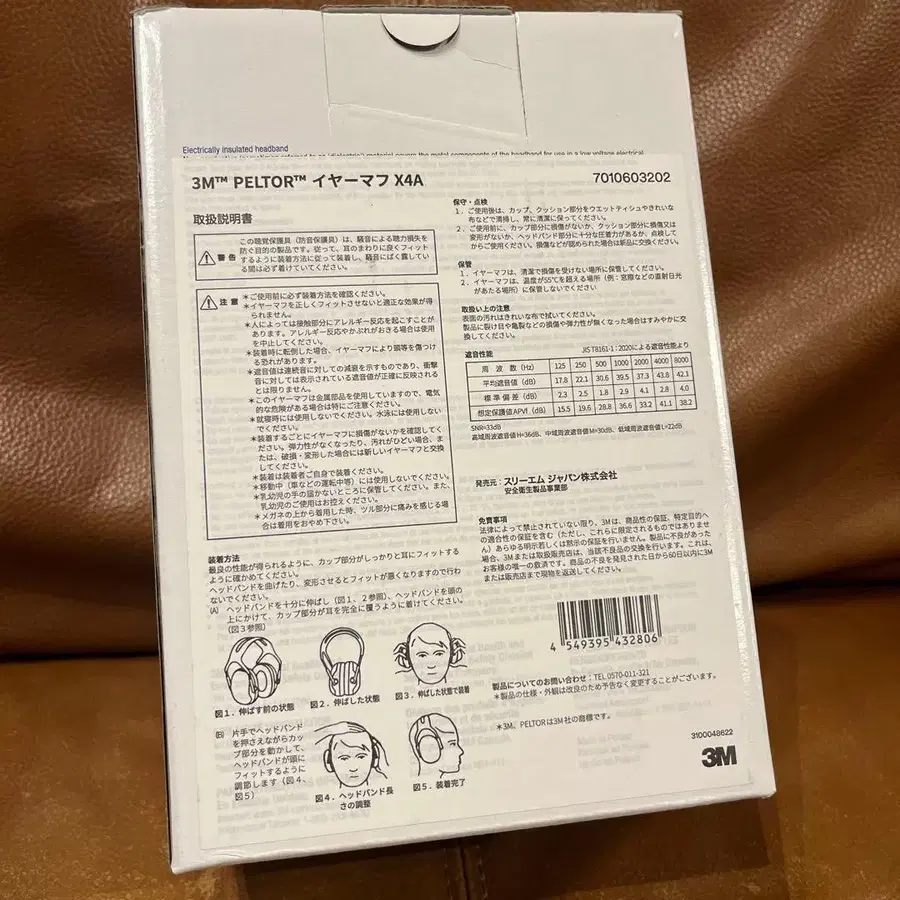 Electrically insulated headband
3M™ PELTOR™ イヤーマフ X4A
7010603202
取扱説明書
警告
この聴覚保護具（防音保護具）は、騒音による聴力損失を
防ぐ目的の製品です。従って、耳のまわりに良くフィット
するように装着方法に従って装着し、騒音にばく露してい
る間は必ず着けていてください。
注意
＊ご使用前に必ず装着方法を確認ください。
＊イヤーマフを正しくフィットさせないと適正な効果が得
られません。
＊人によっては接触部分にアレルギー反応を起こすことが
あります。アレルギー反応やかぶれがおきる場合は使用
を中止してください。
＊装着時に転倒した場合、イヤーマフにより頭等を傷つけ
る恐れがあります。
＊遮音値は連続音に対しての減衰を示すものであり、衝撃
音に対しては表示されている遮音値が正確に反映される
とは限りません。
＊このイヤーマフは金属部品を使用していますので、電気
的な危険がある場合は特にご注意ください。
＊就寝時には使用しないでください。水泳には使用しない
でください。
＊装着するごとにイヤーマフに損傷がないかを確認してく
ださい。弾力性がなくなったり、汚れがひどい場合、ま
たは、破損・変形した場合には新しいイヤーマフと交換
してください。
＊装着は装着者ご自身で装着ください。
＊移動中（車などの運転中等）には使用しないでください。
＊乳幼児の手の届かないところに保管してください。また、
乳幼児のご使用はお控えください。
＊メガネの上から着用した時、ツル部分に痛みを感じる場
合は着用をおやめ下さい。
装着方法
最良の性能が得られるように、カップ部分がしっかりと耳にフィットする
ように確かめてください。
ヘッドバンドを曲げたり、変形させるとフィットが悪くなりますので行わ
ないでください。
(A) ヘッドバンドを十分に伸ばし（図１、２参照）、ヘッドバンドを頭の
上にかけて、カップ部分が耳を完全に覆うように着けてください。
（図３参照）
図１．伸ばす前の状態
図２．伸ばした状態
図３．伸ばした状態で装着
(B) 片手でヘッドバンド
を押さえながらカッ
プ部分を動かして、
ヘッドバンドが頭に
フィットするように
調節します（図４、
図５）
図４．ヘッドバンド長
さの調整
図５．装着完了
保守・点検
１．ご使用後は、カップ、クッション部分をウエットティシュやきれいな
布などで清掃し、常に清潔に保ってください。
２．ご使用前に、カップ部分に損傷がないか、クッション部分に損傷又は
変形がないか、ヘッドバンド部分に十分な圧着力があるか、点検して
からご使用ください。損傷などが認められた場合は新品に交換ください。
保管
１．イヤーマフは、清潔で損傷を受けない場所に保管してください。
２．イヤーマフは、温度が55℃を超える場所（例：窓際などの直射日光
があたる場所）に保管しないでください
取扱い上の注意
表面の汚れはきれいな布で拭いてください。
製品に裂け目や亀裂などの損傷や弾力性が無くなった場合はすみやかに交
換してください。
遮音性能
JIS T8161-1：2020による遮音性能より
周波数（Hz） 125 250 500 1000 2000 4000 8000
平均遮音値（dB） 17.8 22.1 30.6 39.5 37.3 43.8 42.1
標準偏差（dB） 2.3 2.5 1.8 2.9 4.1 2.8 4.0
想定保護値APVf（dB） 15.5 19.6 28.8 36.6 33.2 41.1 38.2
SNR=33dB
高域周波遮音値H=36dB、中域周波遮音値M=30dB、低域周波遮音値L=22dB
発売元：スリーエム ジャパン株式会社
安全衛生製品事業部
免責事項
法律によって禁止されていない限り、3Mは、商品性の保証、特定目的へ
の適合性の保証を含む（ただし、これらに限定されるものではありませ
ん）あらゆる明示若しくは黙示の保証を行いません。製品に不良があった
場合、3Mまたは取扱販売店は、当該不良品の交換を行います。これは、
お客様の唯一の救済です。商品の不良を発見された日から60日以内に3M
または販売店まで現物を返送してください。
4 549395 432806
製品についてのお問い合わせ：TEL 0570-011-321
＊製品の仕様・外観は改良のため予告なく変更することがございます。
＊3M、PELTORは3M社の商標です。
3100048622
3M